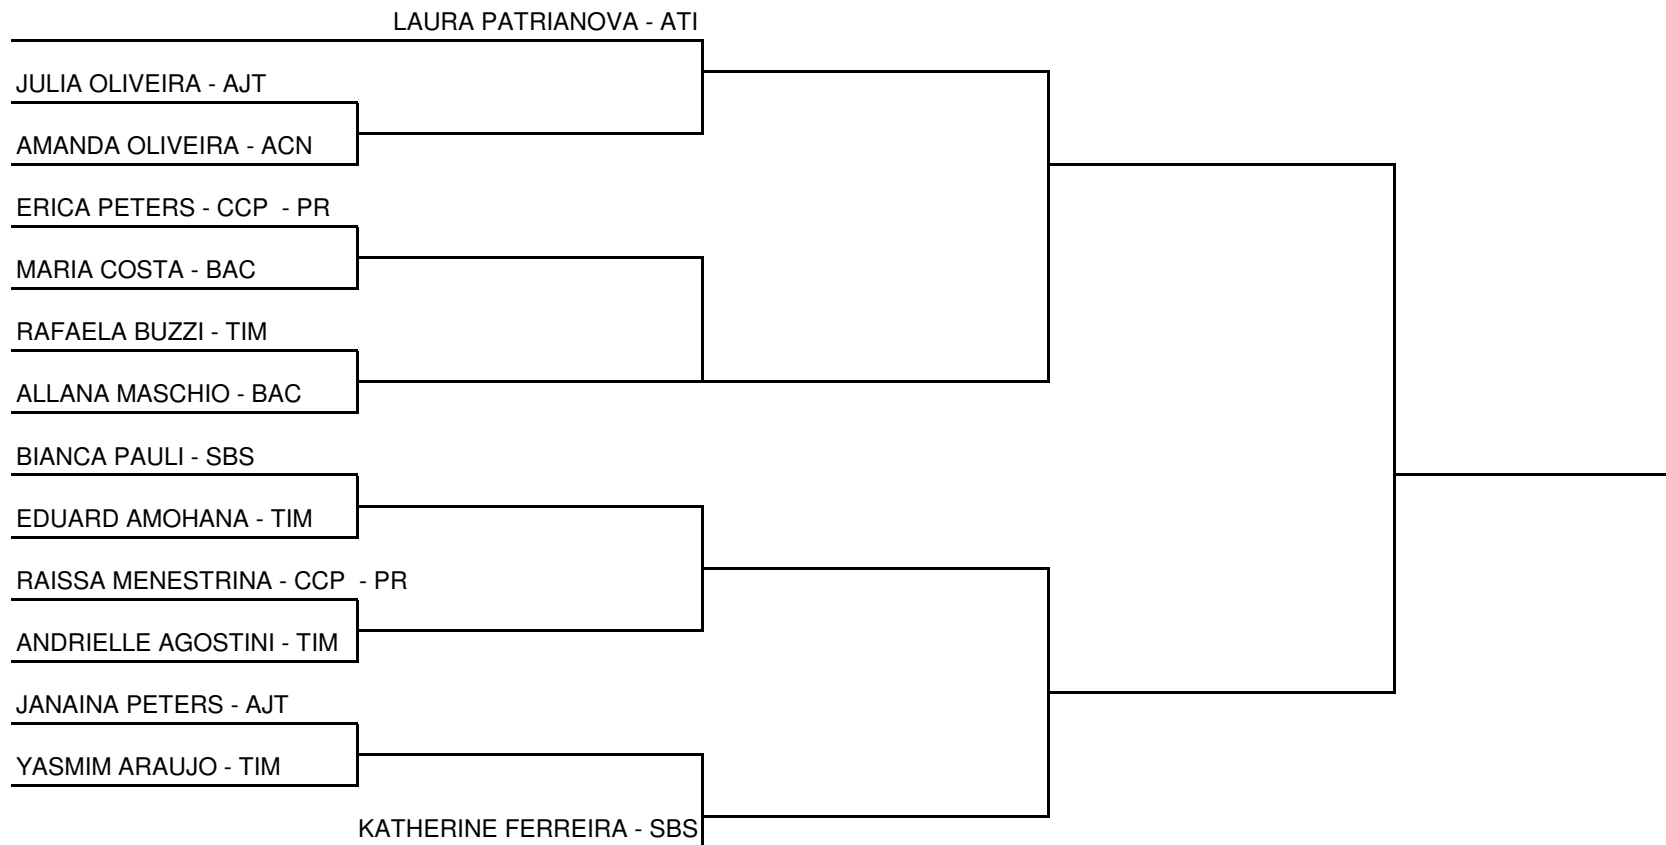 LAURA PATRIANOVA - ATI
JULIA OLIVEIRA - AJT
AMANDA OLIVEIRA - ACN
ERICA PETERS - CCP  - PR
MARIA COSTA - BAC
RAFAELA BUZZI - TIM
ALLANA MASCHIO - BAC
BIANCA PAULI - SBS
EDUARD AMOHANA - TIM
RAISSA MENESTRINA - CCP  - PR
ANDRIELLE AGOSTINI - TIM
JANAINA PETERS - AJT
YASMIM ARAUJO - TIM
KATHERINE FERREIRA - SBS